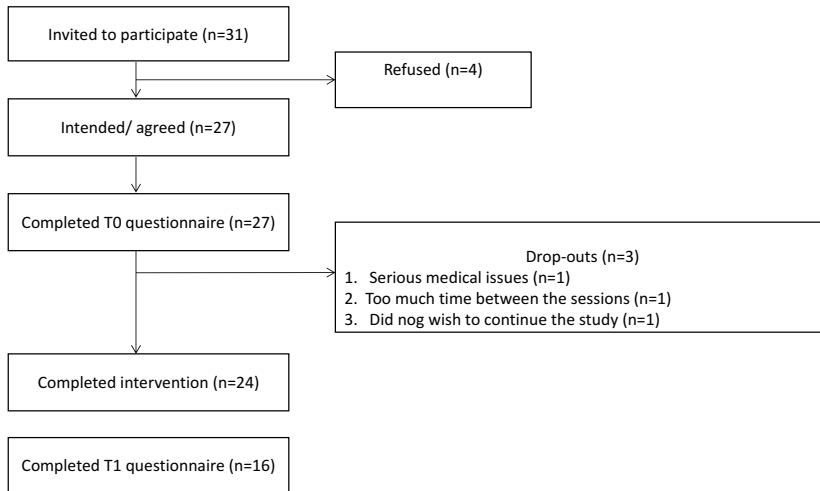 Invited to participate (n=31)
Refused (n=4)
Intended/ agreed (n=27)
Completed T0 questionnaire (n=27)
Drop-outs (n=3)
1. Serious medical issues (n=1)
2. Too much time between the sessions (n=1)
3. Did nog wish to continue the study (n=1)
Completed intervention (n=24)
Completed T1 questionnaire (n=16)